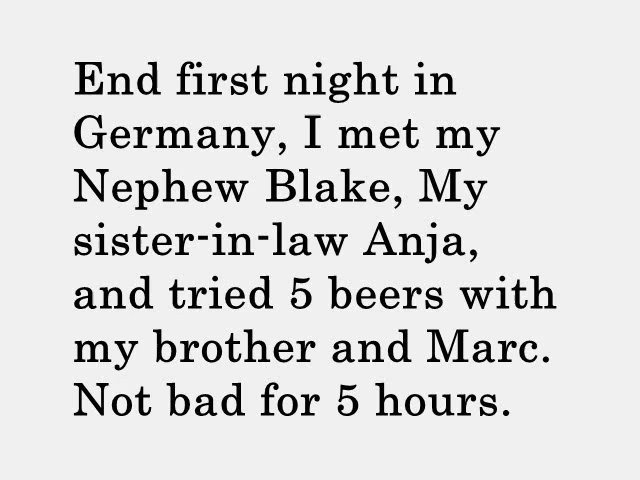 End first night in
Germany, I met my
Nephew Blake, My
sister-in-law Anja,
and tried 5 beers with
my brother and Marc.
Not bad for 5 hours.